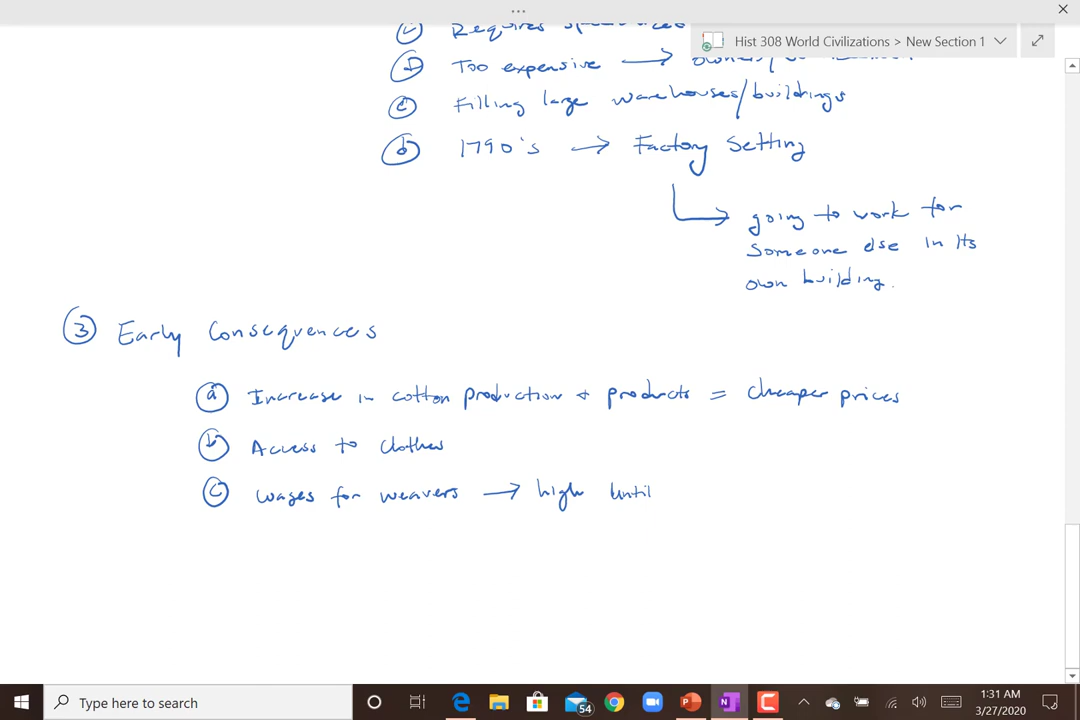 Hist 308 World Civilizations > New Section 1
c Requires
d Too expensive →
e Filling large warehouses/buildings
b 1790's → Factory Setting
going to work for
someone else in its
own building.
3 Early Consequences
a Increase in cotton production + products = cheaper prices
b Access to clothes
c wages for weavers → high until
Type here to search
54
1:31 AM
3/27/2020